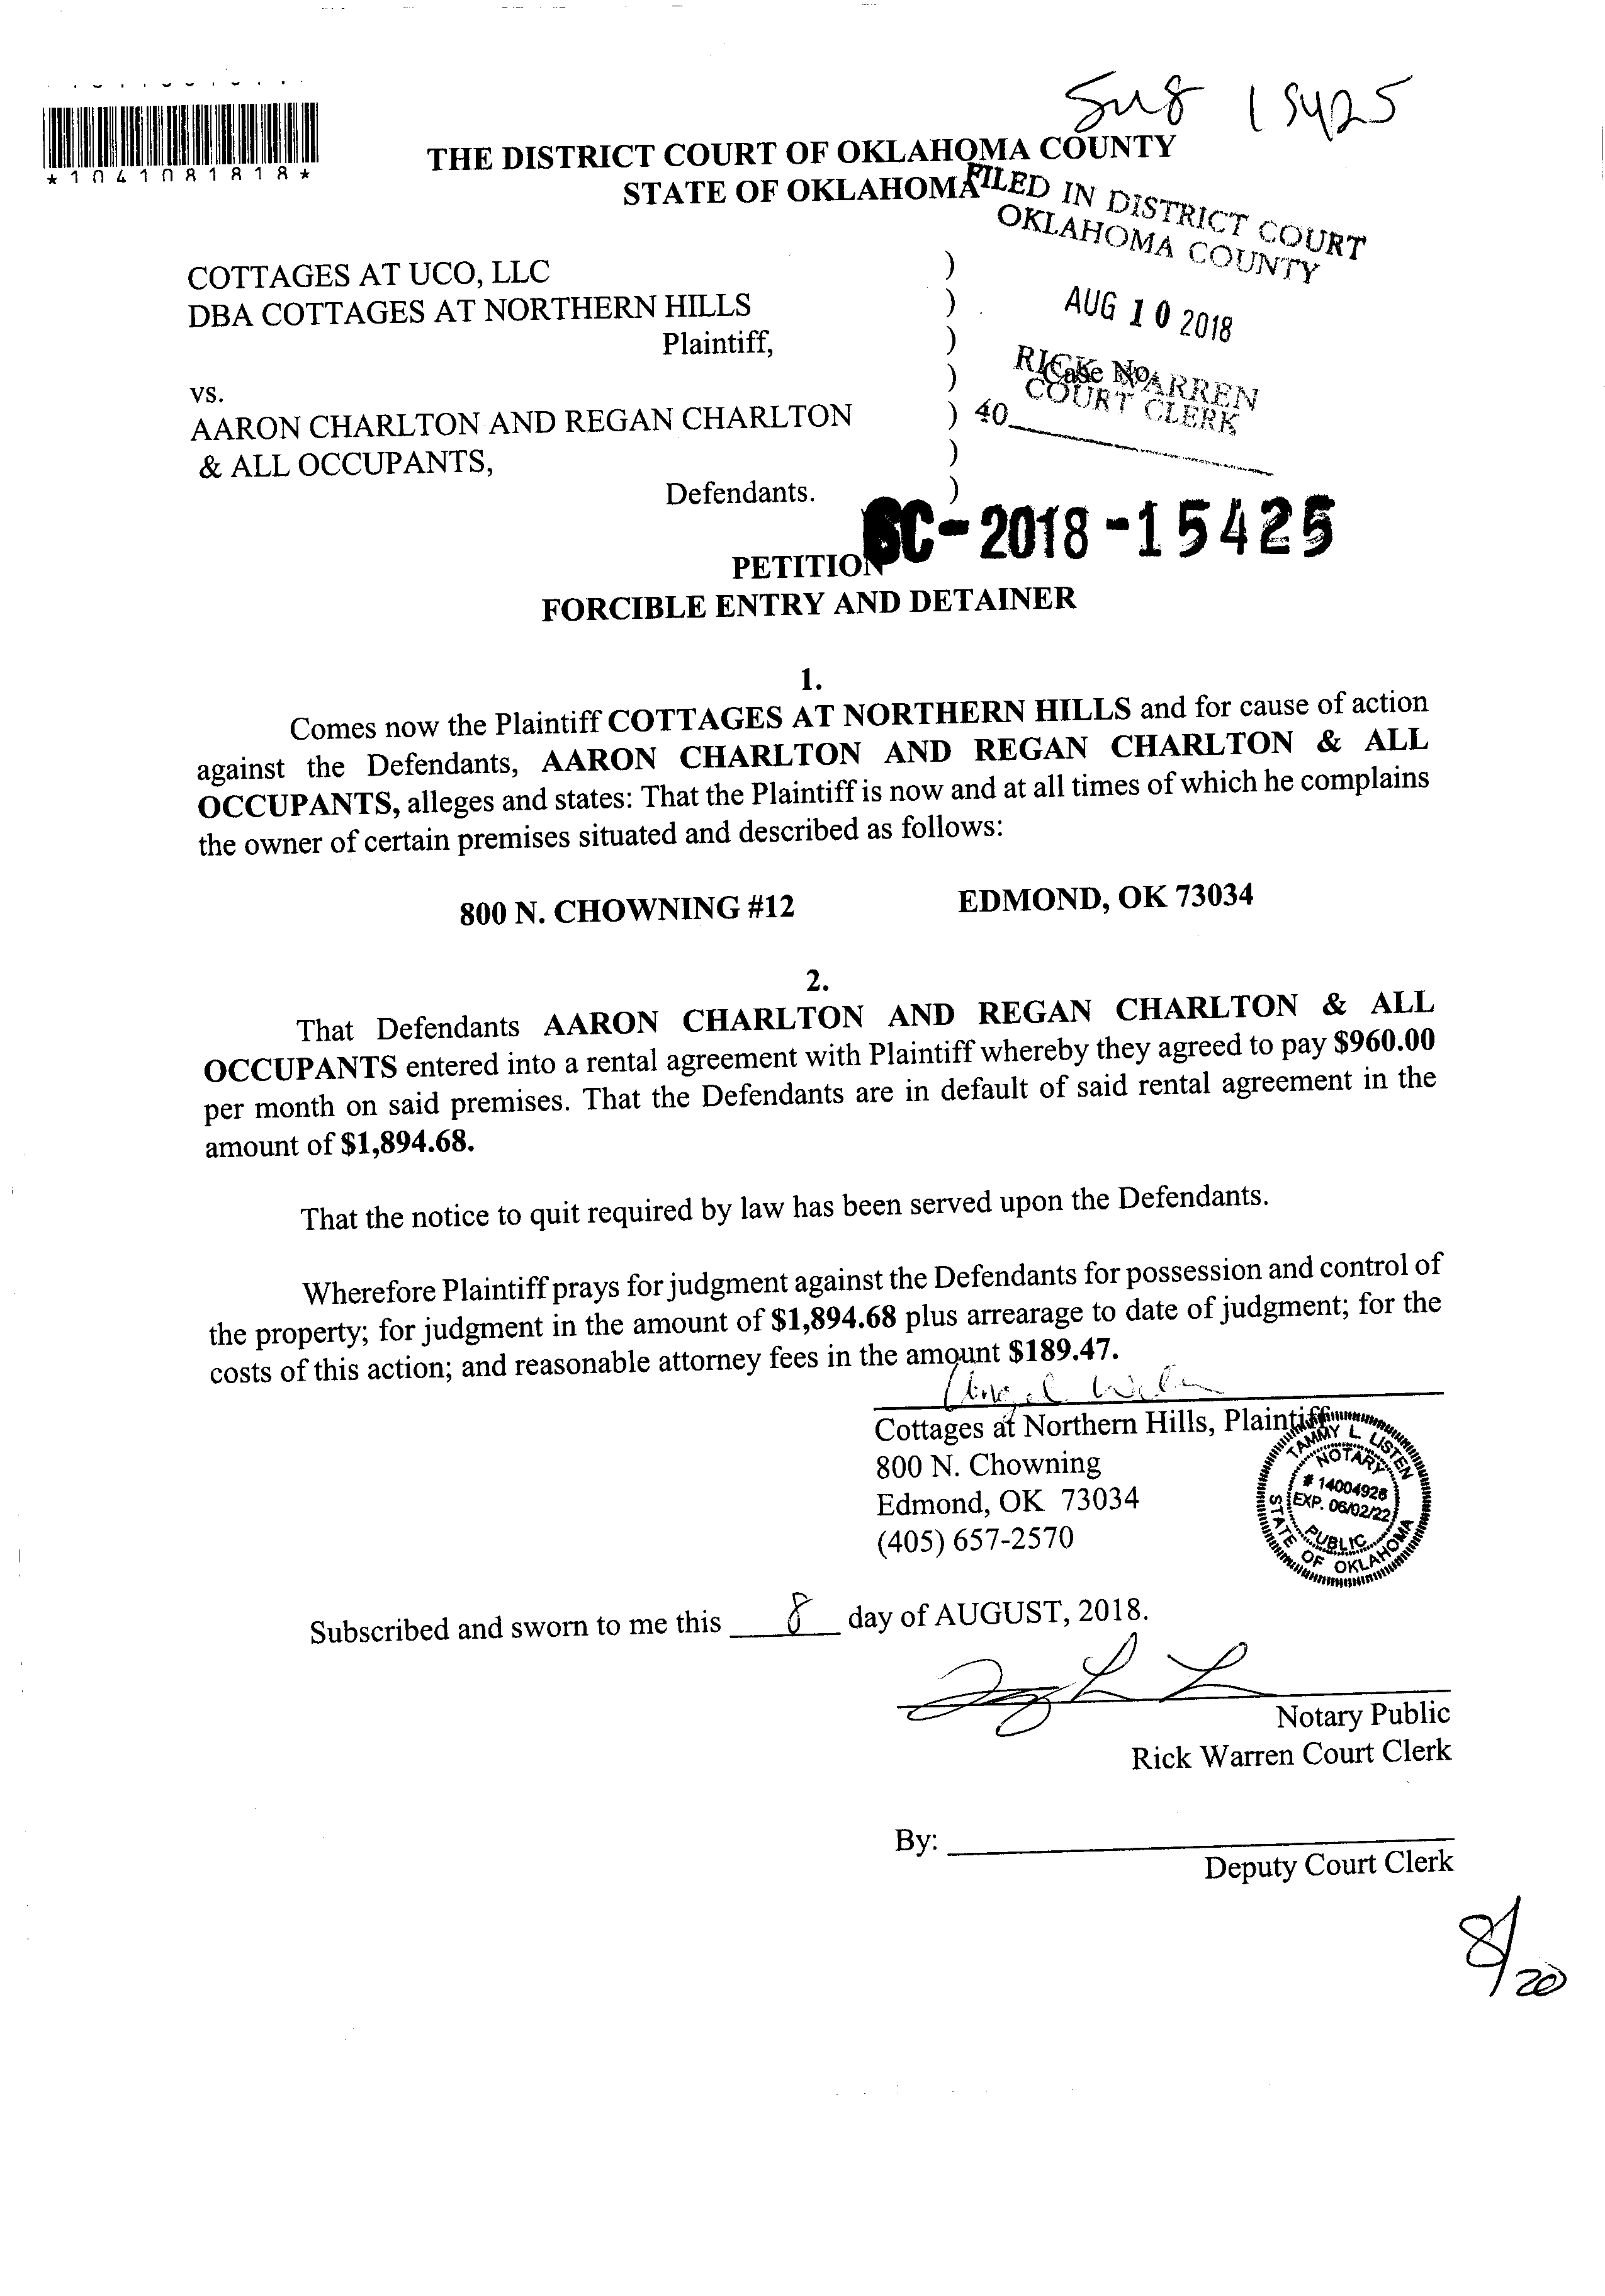 15425
*1041081818*
THE DISTRICT COURT OF OKLAHOMA COUNTY
STATE OF OKLAHOMA
FILED IN DISTRICT COURT
OKLAHOMA COUNTY
COTTAGES AT UCO, LLC )
DBA COTTAGES AT NORTHERN HILLS )
AUG 10 2018
Plaintiff, )
RICK WARREN
COURT CLERK
Case No.
vs. )
AARON CHARLTON AND REGAN CHARLTON ) 40
& ALL OCCUPANTS, )
Defendants. )
SC-2018-15425
PETITION
FORCIBLE ENTRY AND DETAINER
1.
Comes now the Plaintiff COTTAGES AT NORTHERN HILLS and for cause of action
against the Defendants, AARON CHARLTON AND REGAN CHARLTON & ALL
OCCUPANTS, alleges and states: That the Plaintiff is now and at all times of which he complains
the owner of certain premises situated and described as follows:
800 N. CHOWNING #12 EDMOND, OK 73034
2.
That Defendants AARON CHARLTON AND REGAN CHARLTON & ALL
OCCUPANTS entered into a rental agreement with Plaintiff whereby they agreed to pay $960.00
per month on said premises. That the Defendants are in default of said rental agreement in the
amount of $1,894.68.
That the notice to quit required by law has been served upon the Defendants.
Wherefore Plaintiff prays for judgment against the Defendants for possession and control of
the property; for judgment in the amount of $1,894.68 plus arrearage to date of judgment; for the
costs of this action; and reasonable attorney fees in the amount $189.47.
Cottages at Northern Hills, Plaintiff
800 N. Chowning
Edmond, OK 73034
(405) 657-2570
TAMMY L. LISTEN
NOTARY
# 14004926
EXP. 06/02/22
PUBLIC
STATE OF OKLAHOMA
Subscribed and sworn to me this 8 day of AUGUST, 2018.
Notary Public
Rick Warren Court Clerk
By:
Deputy Court Clerk
8/20